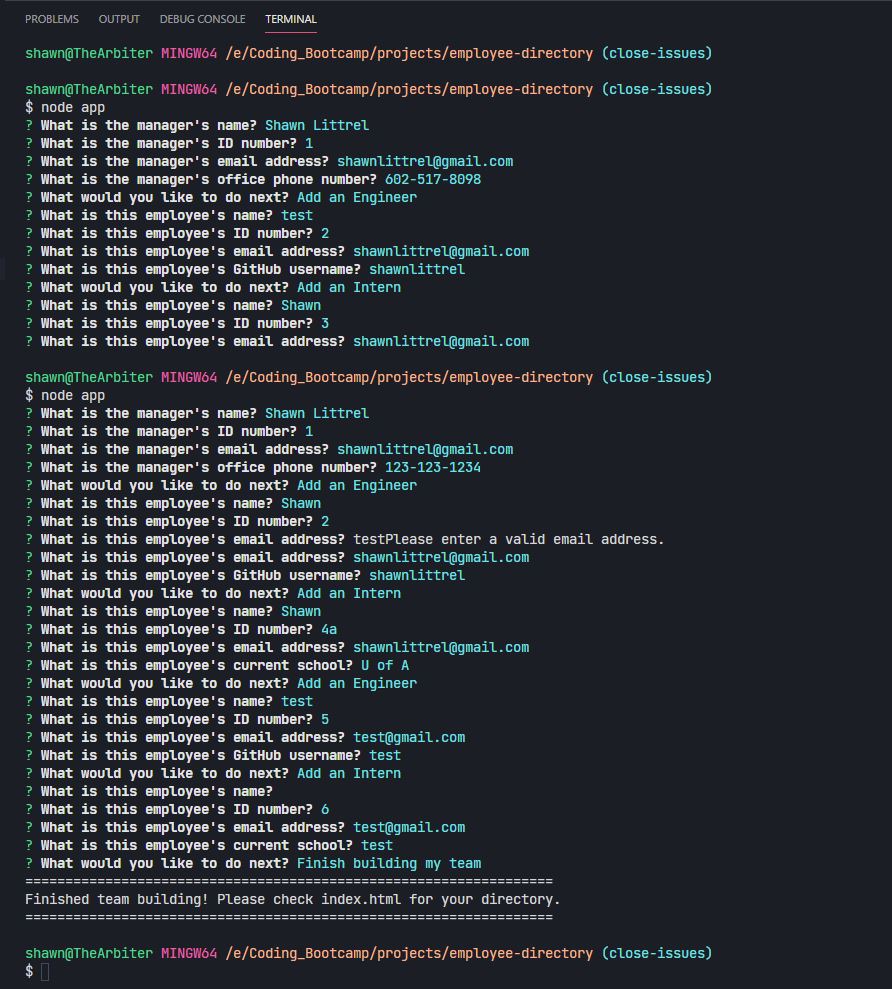 PROBLEMS OUTPUT DEBUG CONSOLE TERMINAL
shawn@TheArbiter MINGW64 /e/Coding_Bootcamp/projects/employee-directory (close-issues)
shawn@TheArbiter MINGW64 /e/Coding_Bootcamp/projects/employee-directory (close-issues)
$ node app
? What is the manager's name? Shawn Littrel
? What is the manager's ID number? 1
? What is the manager's email address? shawnlittrel@gmail.com
? What is the manager's office phone number? 602-517-8098
? What would you like to do next? Add an Engineer
? What is this employee's name? test
? What is this employee's ID number? 2
? What is this employee's email address? shawnlittrel@gmail.com
? What is this employee's GitHub username? shawnlittrel
? What would you like to do next? Add an Intern
? What is this employee's name? Shawn
? What is this employee's ID number? 3
? What is this employee's email address? shawnlittrel@gmail.com
shawn@TheArbiter MINGW64 /e/Coding_Bootcamp/projects/employee-directory (close-issues)
$ node app
? What is the manager's name? Shawn Littrel
? What is the manager's ID number? 1
? What is the manager's email address? shawnlittrel@gmail.com
? What is the manager's office phone number? 123-123-1234
? What would you like to do next? Add an Engineer
? What is this employee's name? Shawn
? What is this employee's ID number? 2
? What is this employee's email address? testPlease enter a valid email address.
? What is this employee's email address? shawnlittrel@gmail.com
? What is this employee's GitHub username? shawnlittrel
? What would you like to do next? Add an Intern
? What is this employee's name? Shawn
? What is this employee's ID number? 4a
? What is this employee's email address? shawnlittrel@gmail.com
? What is this employee's current school? U of A
? What would you like to do next? Add an Engineer
? What is this employee's name? test
? What is this employee's ID number? 5
? What is this employee's email address? test@gmail.com
? What is this employee's GitHub username? test
? What would you like to do next? Add an Intern
? What is this employee's name?
? What is this employee's ID number? 6
? What is this employee's email address? test@gmail.com
? What is this employee's current school? test
? What would you like to do next? Finish building my team
==================================================================
Finished team building! Please check index.html for your directory.
==================================================================
shawn@TheArbiter MINGW64 /e/Coding_Bootcamp/projects/employee-directory (close-issues)
$